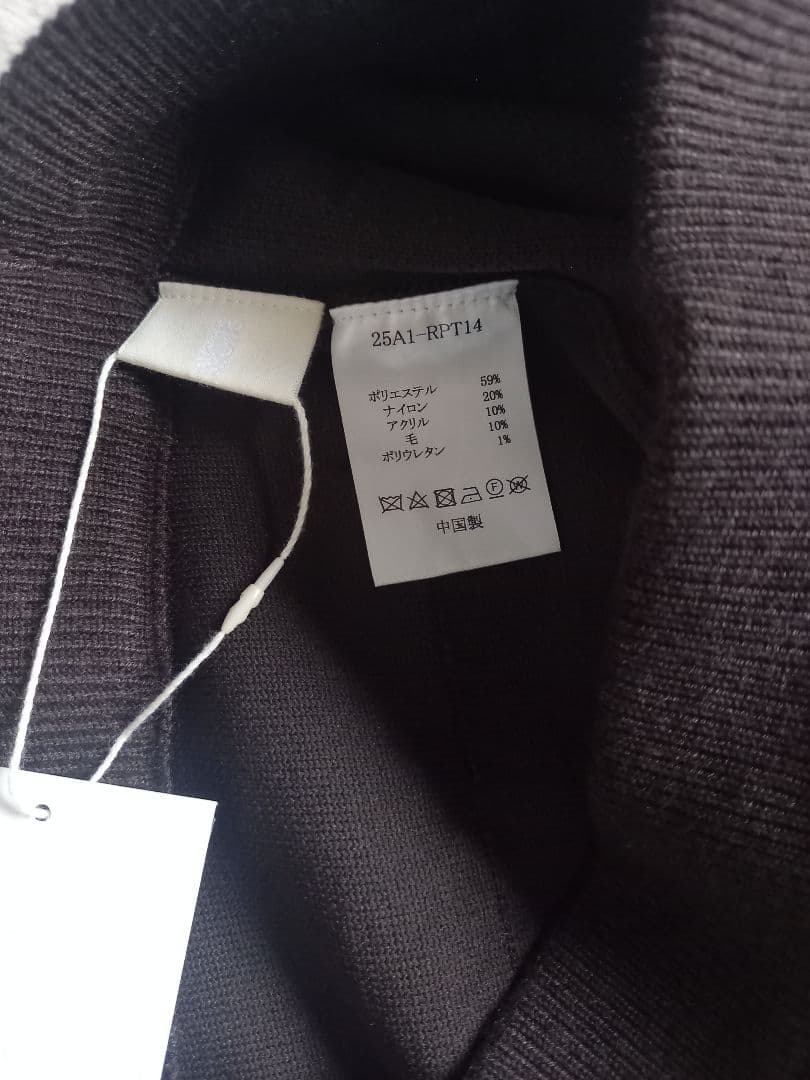 25A1-RPT14
ポリエステル 59%
ナイロン 20%
アクリル 10%
毛 10%
ポリウレタン 1%
F W
中国製